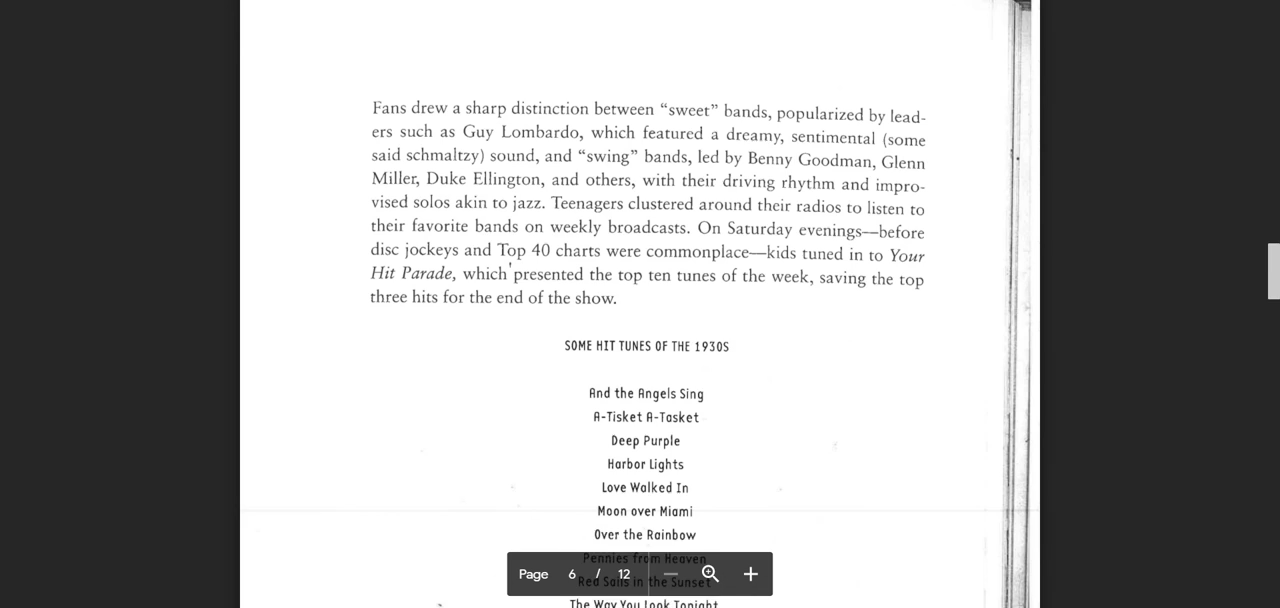 Fans drew a sharp distinction between “sweet” bands, popularized by lead-
ers such as Guy Lombardo, which featured a dreamy, sentimental (some
said schmaltzy) sound, and “swing” bands, led by Benny Goodman, Glenn
Miller, Duke Ellington, and others, with their driving rhythm and impro-
vised solos akin to jazz. Teenagers clustered around their radios to listen to
their favorite bands on weekly broadcasts. On Saturday evenings—before
disc jockeys and Top 40 charts were commonplace—kids tuned in to Your
Hit Parade, which presented the top ten tunes of the week, saving the top
three hits for the end of the show.
SOME HIT TUNES OF THE 1930S
And the Angels Sing
A-Tisket A-Tasket
Deep Purple
Harbor Lights
Love Walked In
Moon over Miami
Over the Rainbow
Pennies from Heaven
Red Sails in the Sunset
The Way You Look Tonight
Page 6 / 12